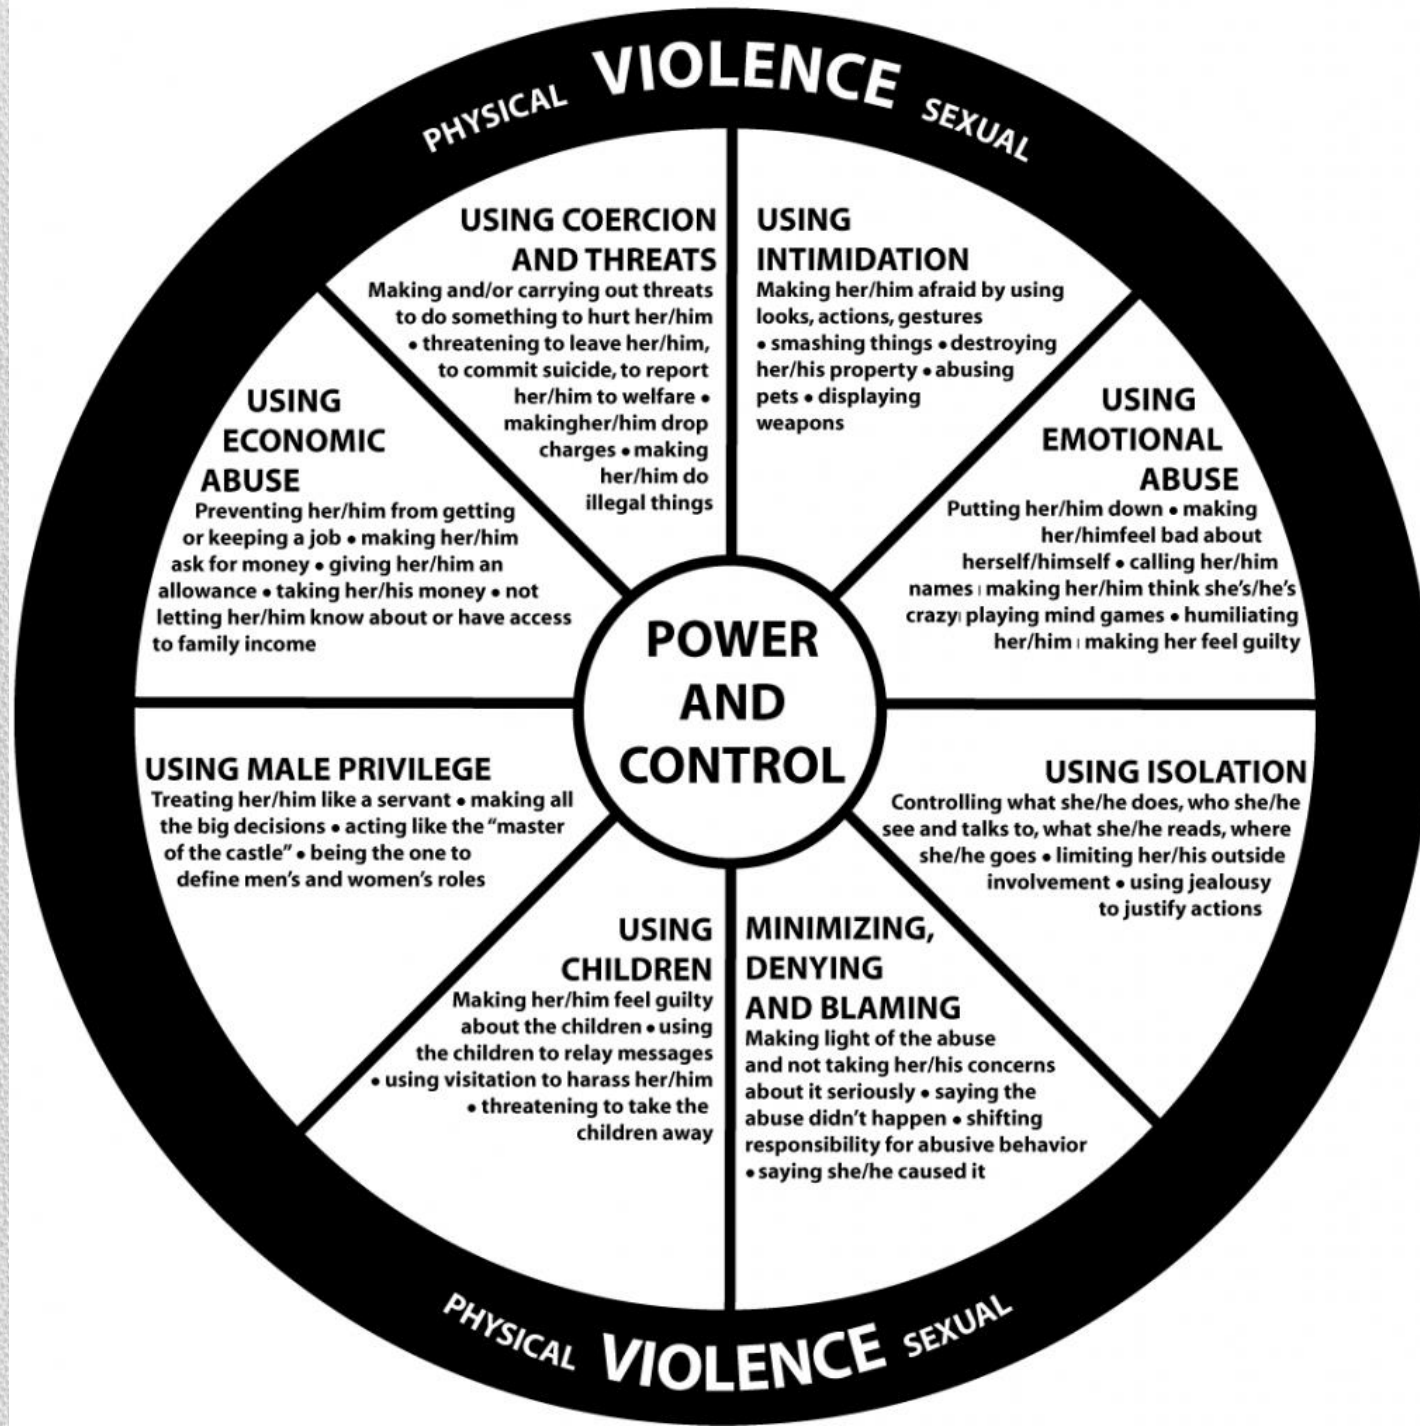 PHYSICAL VIOLENCE SEXUAL
USING COERCION
AND THREATS
Making and/or carrying out threats
to do something to hurt her/him
• threatening to leave her/him,
to commit suicide, to report
her/him to welfare •
makingher/him drop
charges • making
her/him do
illegal things
USING
INTIMIDATION
Making her/him afraid by using
looks, actions, gestures
• smashing things • destroying
her/his property • abusing
pets • displaying
weapons
USING
EMOTIONAL
ABUSE
Putting her/him down • making
her/himfeel bad about
herself/himself • calling her/him
names | making her/him think she's/he's
crazy| playing mind games • humiliating
her/him | making her feel guilty
USING ISOLATION
Controlling what she/he does, who she/he
see and talks to, what she/he reads, where
she/he goes • limiting her/his outside
involvement • using jealousy
to justify actions
MINIMIZING,
DENYING
AND BLAMING
Making light of the abuse
and not taking her/his concerns
about it seriously • saying the
abuse didn't happen • shifting
responsibility for abusive behavior
• saying she/he caused it
USING
CHILDREN
Making her/him feel guilty
about the children • using
the children to relay messages
• using visitation to harass her/him
• threatening to take the
children away
USING MALE PRIVILEGE
Treating her/him like a servant • making all
the big decisions • acting like the "master
of the castle" • being the one to
define men's and women's roles
USING
ECONOMIC
ABUSE
Preventing her/him from getting
or keeping a job • making her/him
ask for money • giving her/him an
allowance • taking her/his money • not
letting her/him know about or have access
to family income
POWER
AND
CONTROL
PHYSICAL VIOLENCE SEXUAL